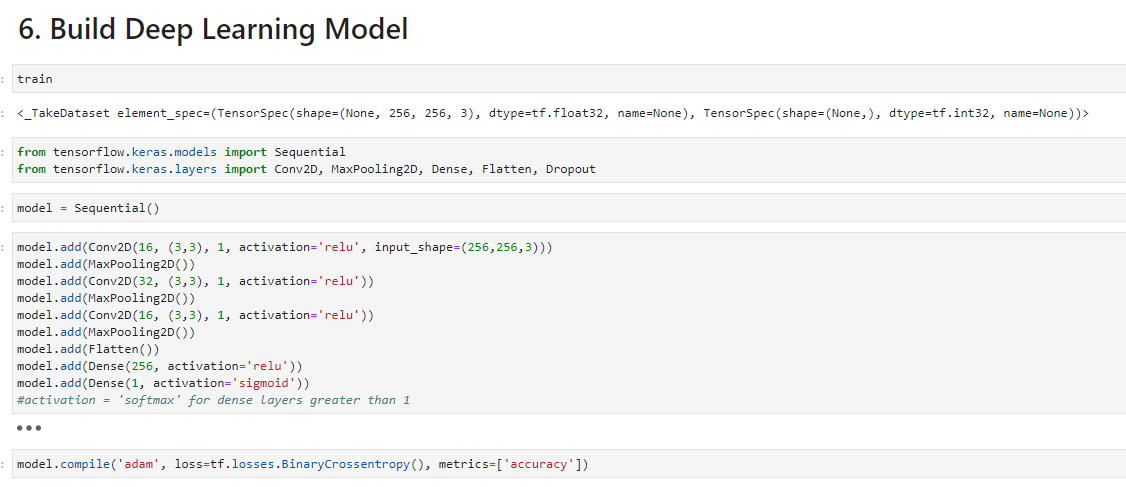 6. Build Deep Learning Model
: train
: <_TakeDataset element_spec=(TensorSpec(shape=(None, 256, 256, 3), dtype=tf.float32, name=None), TensorSpec(shape=(None,), dtype=tf.int32, name=None))>
: from tensorflow.keras.models import Sequential
from tensorflow.keras.layers import Conv2D, MaxPooling2D, Dense, Flatten, Dropout
: model = Sequential()
: model.add(Conv2D(16, (3,3), 1, activation='relu', input_shape=(256,256,3)))
model.add(MaxPooling2D())
model.add(Conv2D(32, (3,3), 1, activation='relu'))
model.add(MaxPooling2D())
model.add(Conv2D(16, (3,3), 1, activation='relu'))
model.add(MaxPooling2D())
model.add(Flatten())
model.add(Dense(256, activation='relu'))
model.add(Dense(1, activation='sigmoid'))
#activation = 'softmax' for dense layers greater than 1
•••
: model.compile('adam', loss=tf.losses.BinaryCrossentropy(), metrics=['accuracy'])